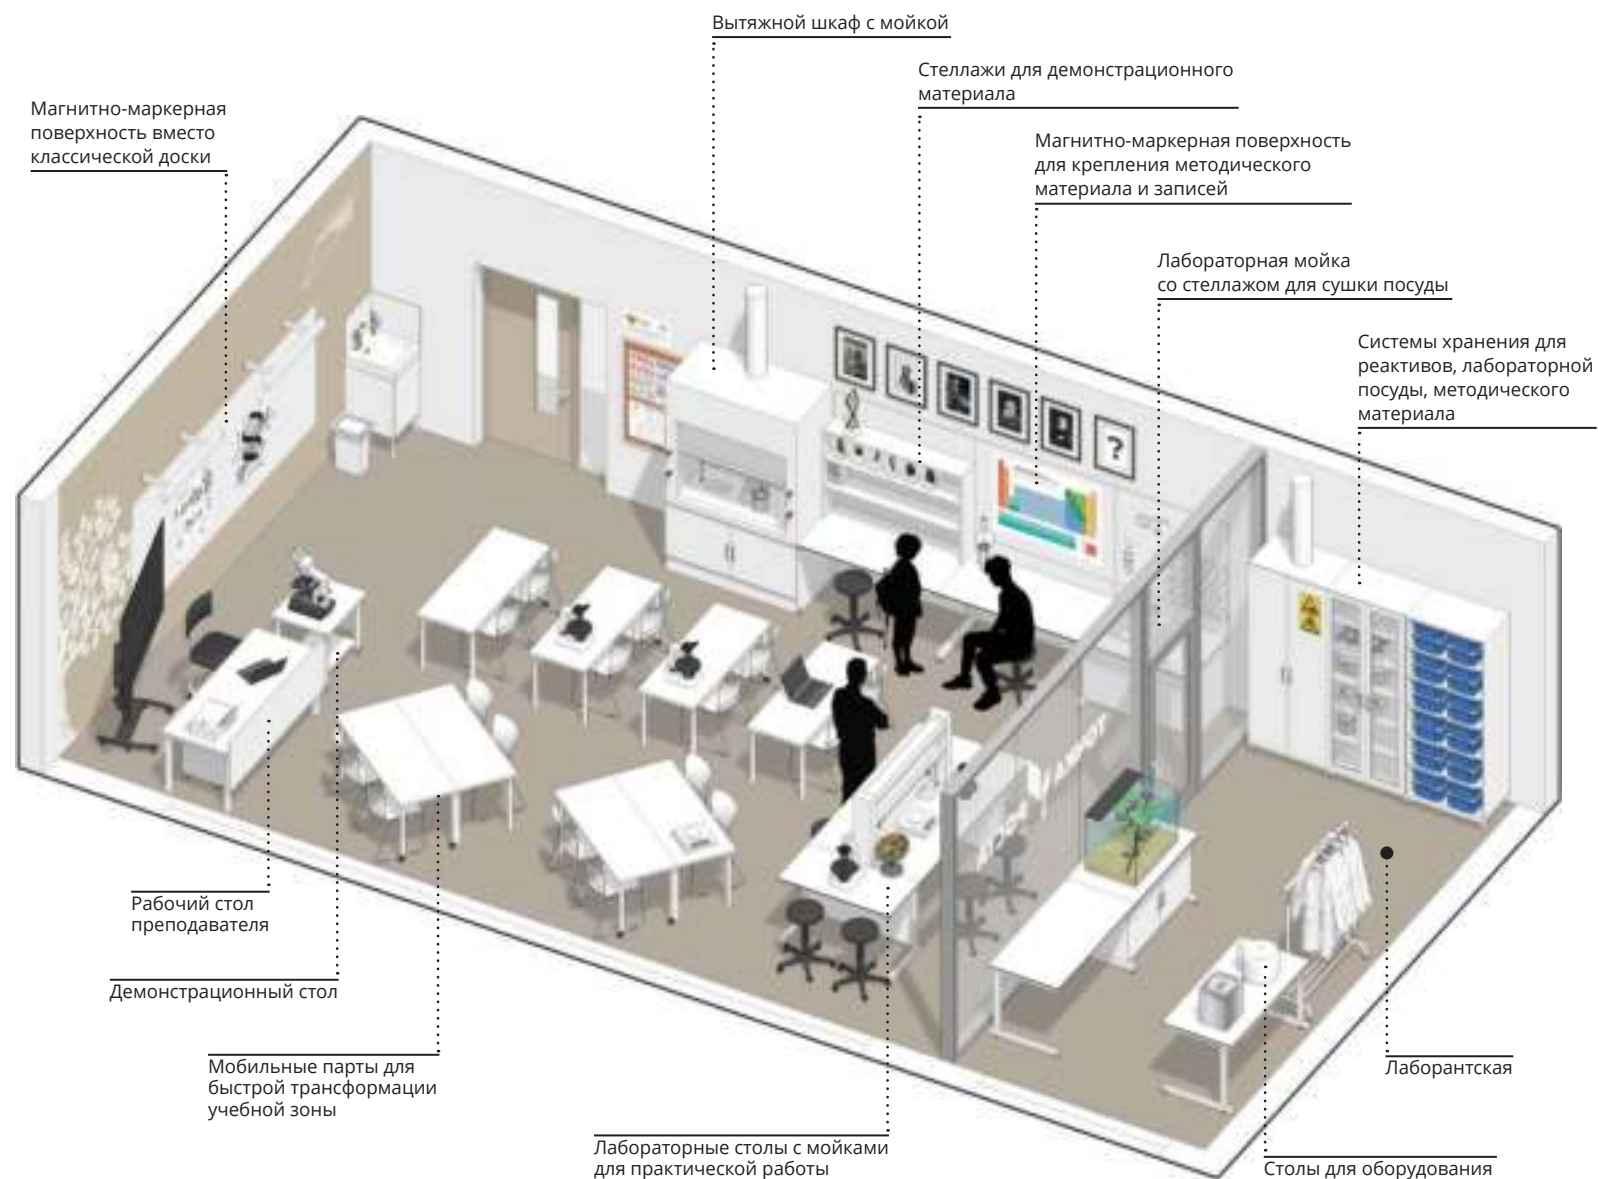 Вытяжной шкаф с мойкой
Стеллажи для демонстрационного
материала
Магнитно-маркерная
поверхность вместо
классической доски
Магнитно-маркерная поверхность
для крепления методического
материала и записей
Лабораторная мойка
со стеллажом для сушки посуды
Системы хранения для
реактивов, лабораторной
посуды, методического
материала
?
Рабочий стол
преподавателя
Демонстрационный стол
Мобильные парты для
быстрой трансформации
учебной зоны
Лабораторные столы с мойками
для практической работы
Лаборантская
Столы для оборудования